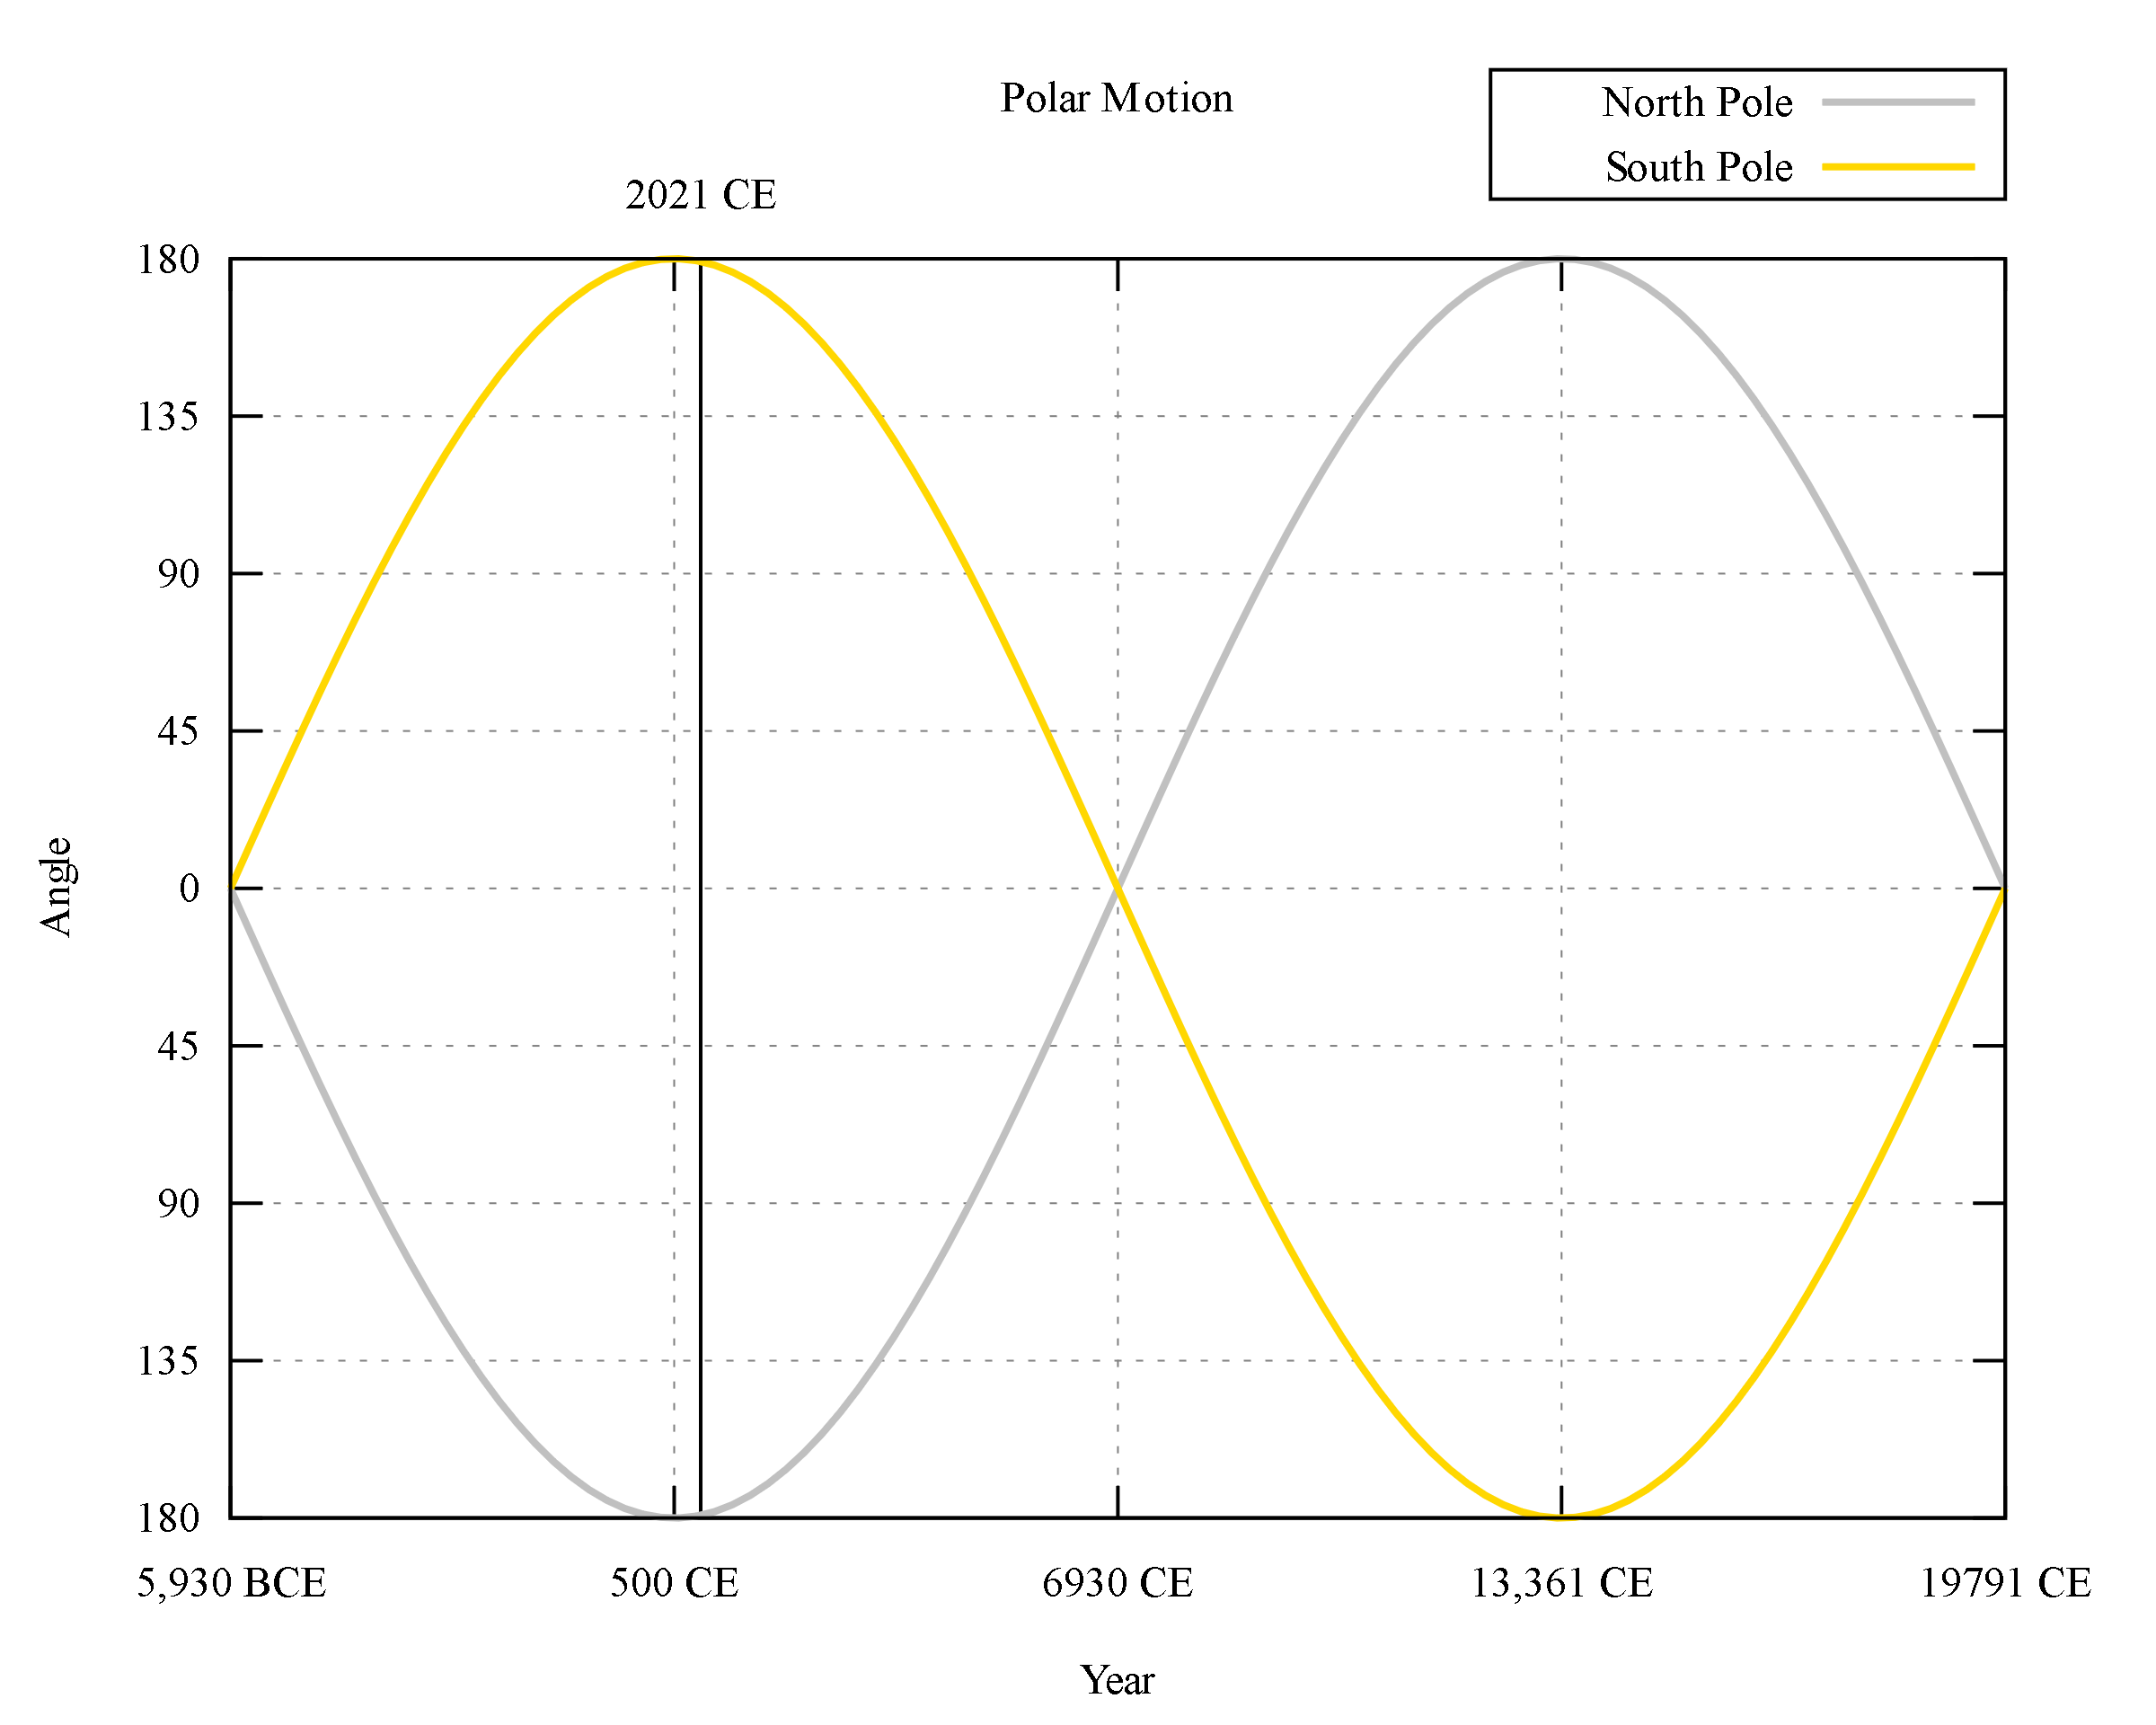 Polar Motion
North Pole
South Pole
2021 CE
180
135
90
45
0
45
90
135
180
Angle
5,930 BCE
500 CE
6930 CE
13,361 CE
19791 CE
Year